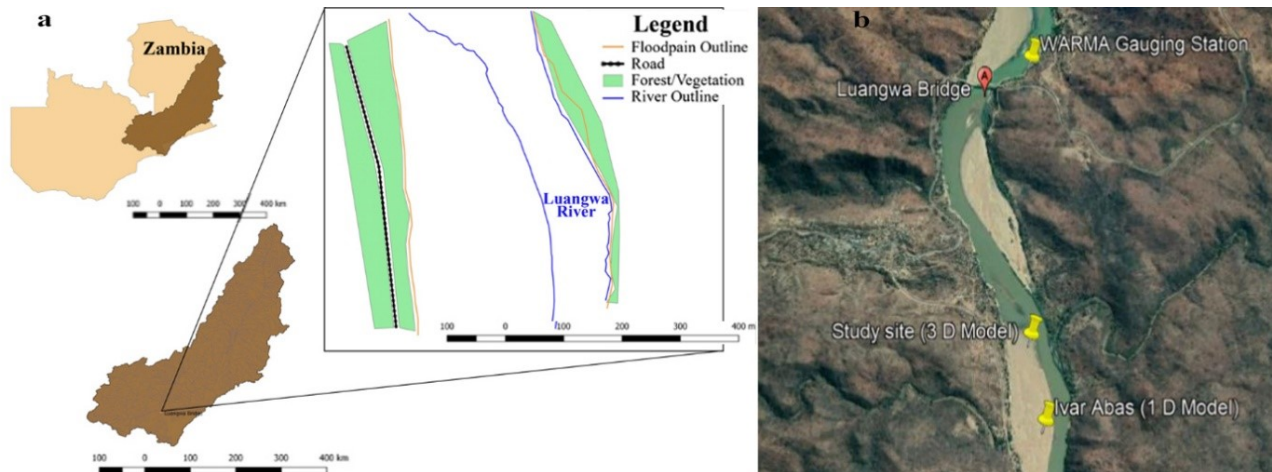 a
Zambia
100 0 100 200 300 400 km
100 0 100 200 300 400 km
Legend
Floodpain Outline
Road
Forest/Vegetation
River Outline
Luangwa
River
100 0 100 200 300 400 m
b
WARMA Gauging Station
A
Luangwa Bridge
Study site (3 D Model)
Ivar Abas (1 D Model)